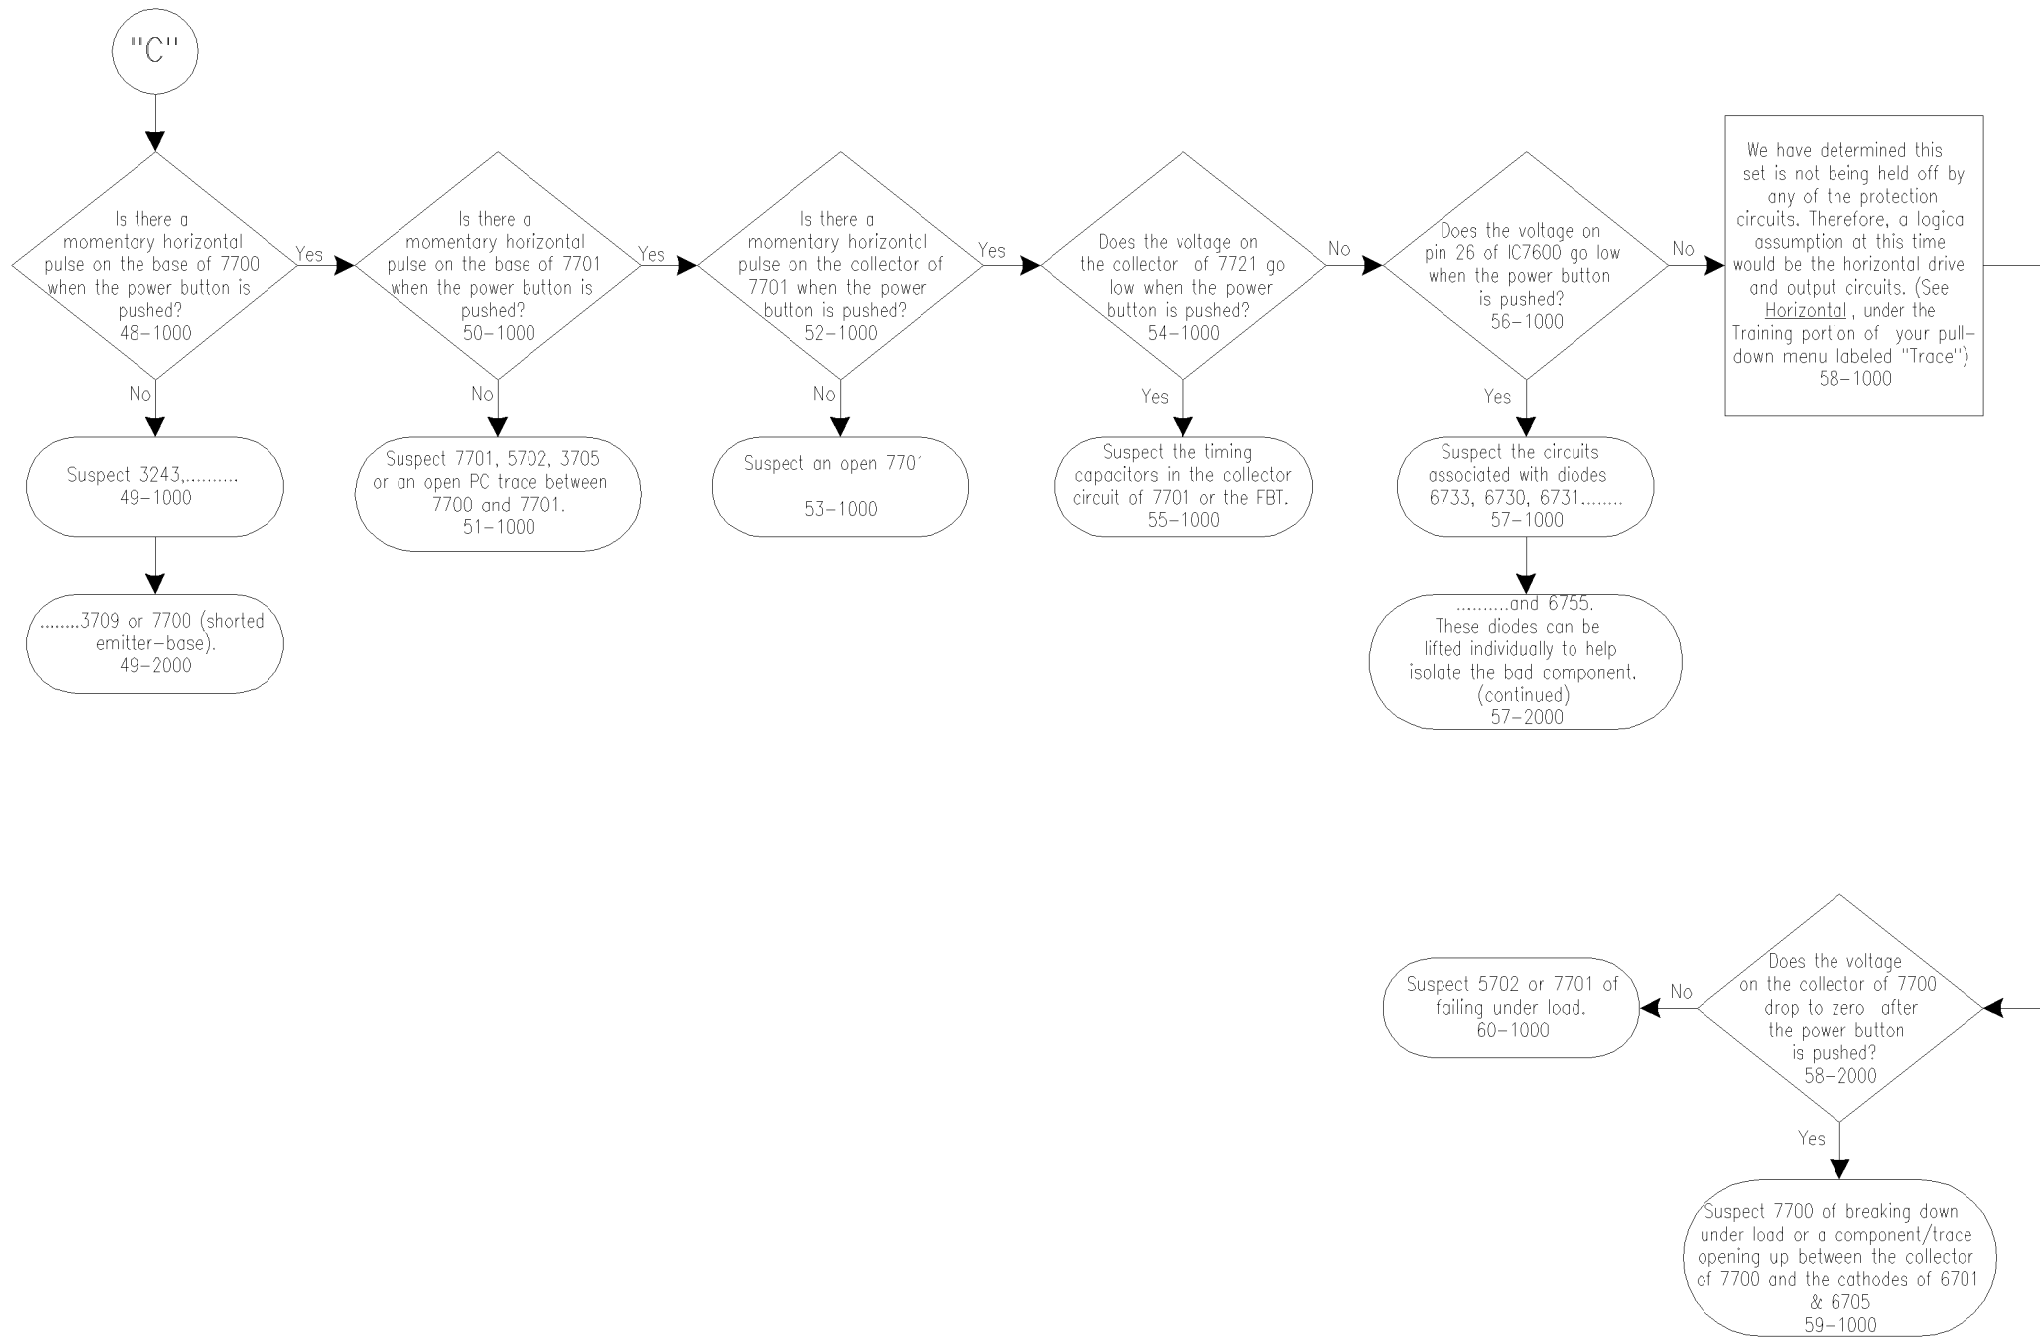 "C"
Is there a
momentary horizontal
pulse on the base of 7700
when the power button is
pushed?
48-1000
Yes
No
Suspect 3243,..........
49-1000
........3709 or 7700 (shorted
emitter-base).
49-2000
Is there a
momentary horizontal
pulse on the base of 7701
when the power button is
pushed?
50-1000
Yes
No
Suspect 7701, 5702, 3705
or an open PC trace between
7700 and 7701.
51-1000
Is there a
momentary horizontal
pulse on the collector of
7701 when the power
button is pushed?
52-1000
Yes
No
Suspect an open
53-1000
Does the voltage on
the collector of 7721 go
low when the power
button is pushed?
54-1000
No
Yes
Suspect the timing
capacitors in the collector
circuit of 7701 or the FBT.
55-1000
Does the voltage on
pin 26 of IC7600 go low
when the power button
is pushed?
56-1000
No
Yes
Suspect the circuits
associated with diodes
6733, 6730, 6731........
57-1000
..........and 6755.
These diodes can be
lifted individually to help
isolate the bad component.
(continued)
57-2000
We have determined this
set is not being held off by
any of the protection
circuits. Therefore, a logica
assumption at this time
would be the horizontal drive
and output circuits. (See
Horizontal , under the
Training portion of your pull-
down menu labeled "Trace")
58-1000
Does the voltage
on the collector of 7700
drop to zero after
the power button
is pushed?
58-2000
No
Suspect 5702 or 7701 of
failing under load.
60-1000
Yes
Suspect 7700 of breaking down
under load or a component/trace
opening up between the collector
of 7700 and the cathodes of 6701
& 6705
59-1000